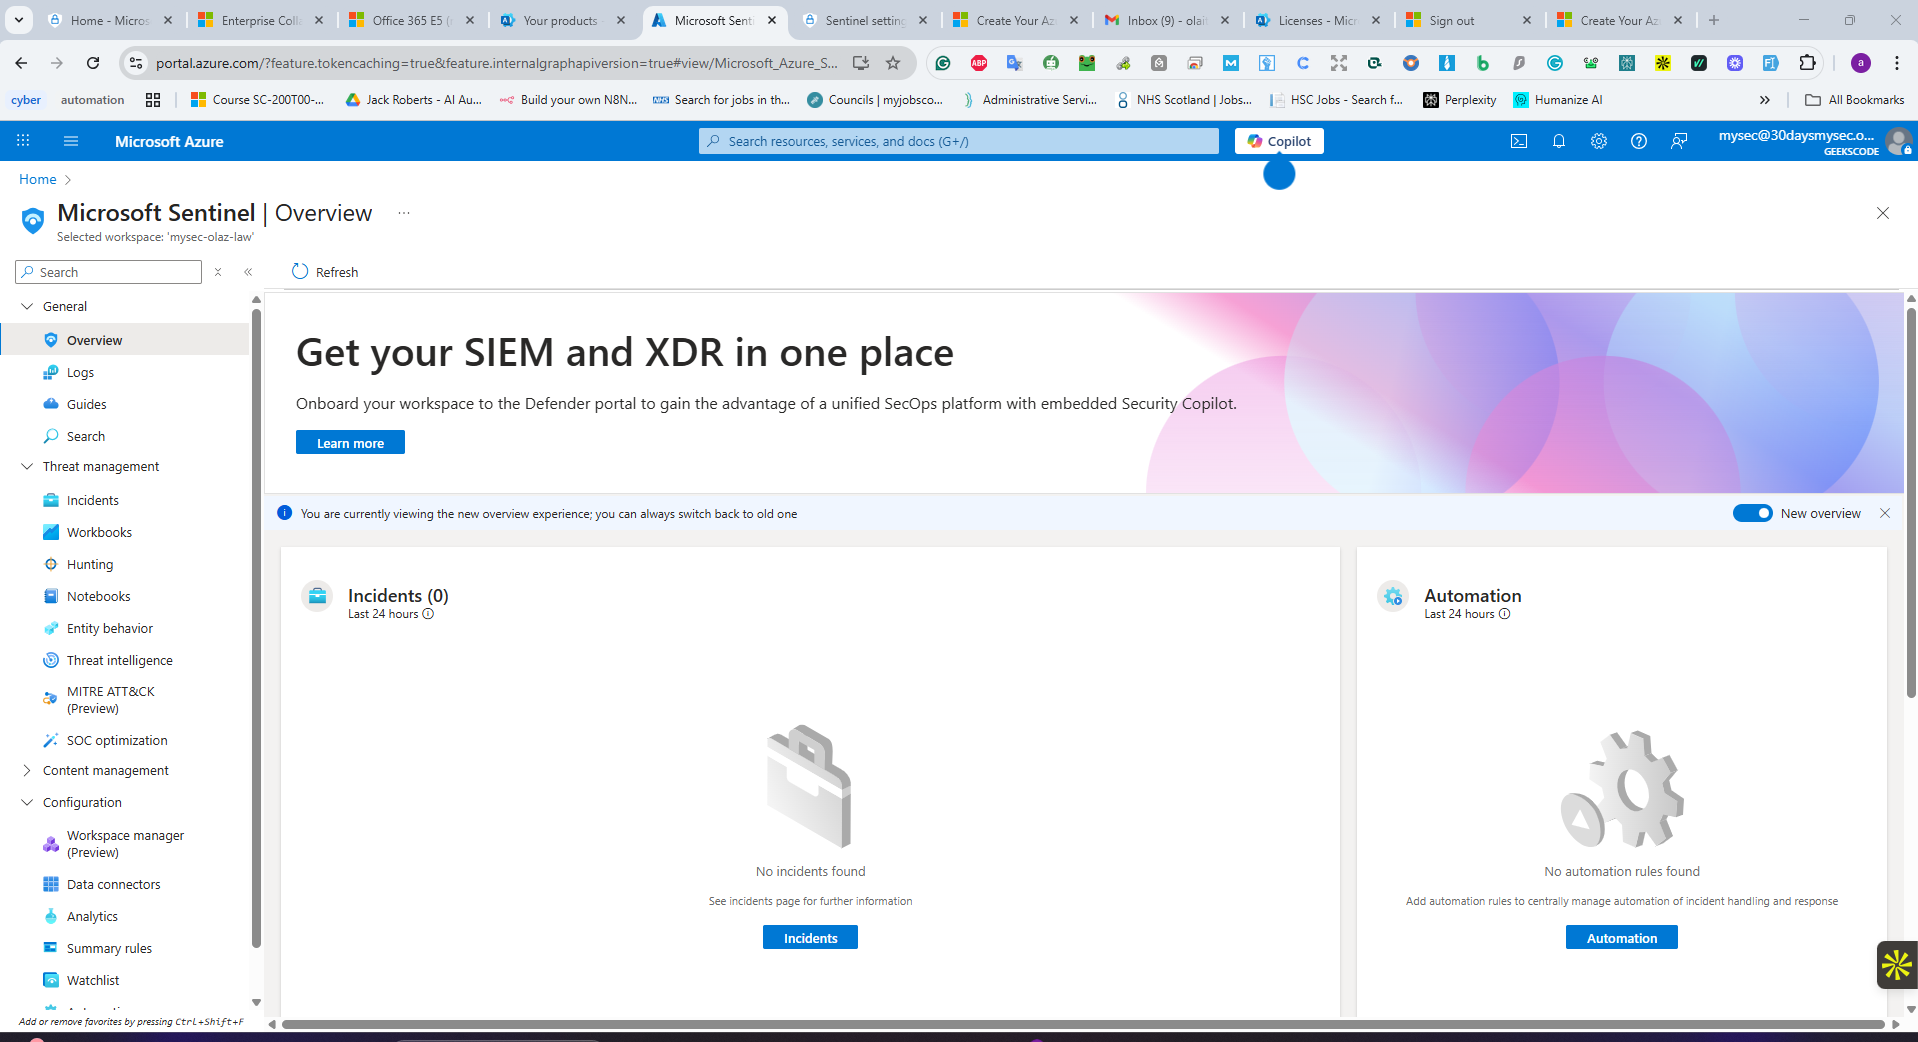 Home - Micros
Enterprise Colle
Office 365 E5 (n
Your products -
Microsoft Senti
Sentinel setting
Create Your Az
Inbox (9) - olait
Licenses - Micr
Sign out
Create Your Az
portal.azure.com/?feature.tokencaching=true&feature.internalgraphapiversion=true#view/Microsoft_Azure_S...
ABP
a
cyber
automation
Course SC-200T00-...
Jack Roberts - AI Au...
Build your own N8N...
NHS Search for jobs in th...
Councils | myjobsco...
Administrative Servi...
NHS Scotland | Jobs...
HSC Jobs - Search f...
Perplexity
Humanize AI
All Bookmarks
Microsoft Azure
Search resources, services, and docs (G+/)
Copilot
mysec@30daysmysec.o...
GEEKSCODE
Home
Microsoft Sentinel | Overview
Selected workspace: 'mysec-olaz-law'
Search
Refresh
General
Overview
Logs
Guides
Search
Threat management
Incidents
Workbooks
Hunting
Notebooks
Entity behavior
Threat intelligence
MITRE ATT&CK
(Preview)
SOC optimization
Content management
Configuration
Workspace manager
(Preview)
Data connectors
Analytics
Summary rules
Watchlist
Add or remove favorites by pressing Ctrl+Shift+F
Get your SIEM and XDR in one place
Onboard your workspace to the Defender portal to gain the advantage of a unified SecOps platform with embedded Security Copilot.
Learn more
You are currently viewing the new overview experience; you can always switch back to old one
New overview
Incidents (0)
Last 24 hours
No incidents found
See incidents page for further information
Incidents
Automation
Last 24 hours
No automation rules found
Add automation rules to centrally manage automation of incident handling and response
Automation